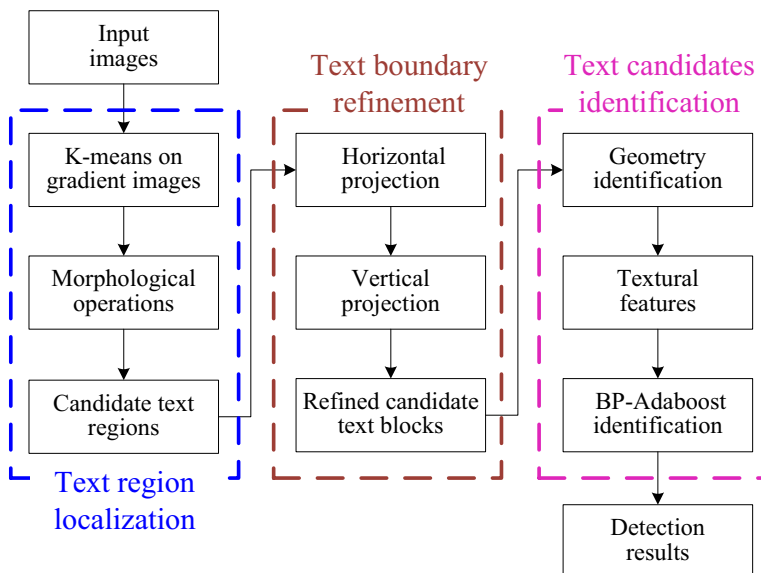 Input
images
K-means on
gradient images
Morphological
operations
Candidate text
regions
Text region
localization
Text boundary
refinement
Horizontal
projection
Vertical
projection
Refined candidate
text blocks
Text candidates
identification
Geometry
identification
Textural
features
BP-Adaboost
identification
Detection
results